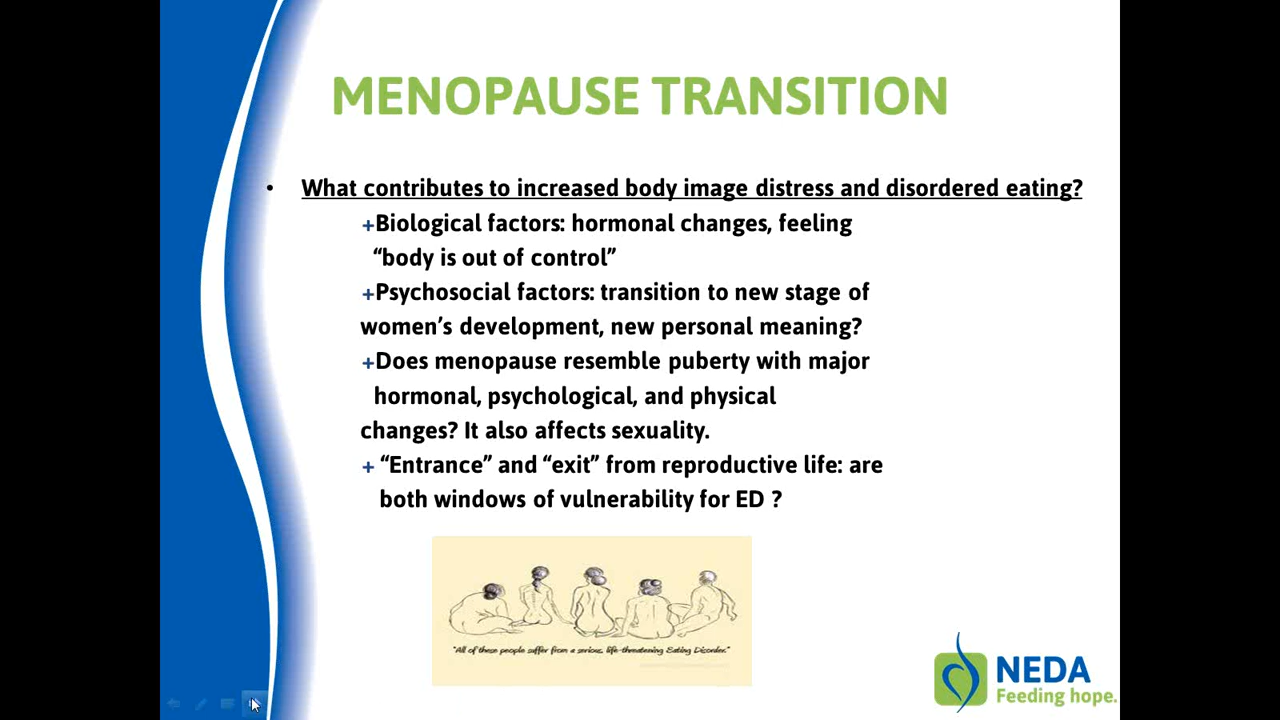 MENOPAUSE TRANSITION
• What contributes to increased body image distress and disordered eating?
+Biological factors: hormonal changes, feeling
“body is out of control”
+Psychosocial factors: transition to new stage of
women’s development, new personal meaning?
+Does menopause resemble puberty with major
hormonal, psychological, and physical
changes? It also affects sexuality.
+ “Entrance” and “exit” from reproductive life: are
both windows of vulnerability for ED ?
"All of these people suffer from a serious, life-threatening Eating Disorder."
NEDA
Feeding hope.